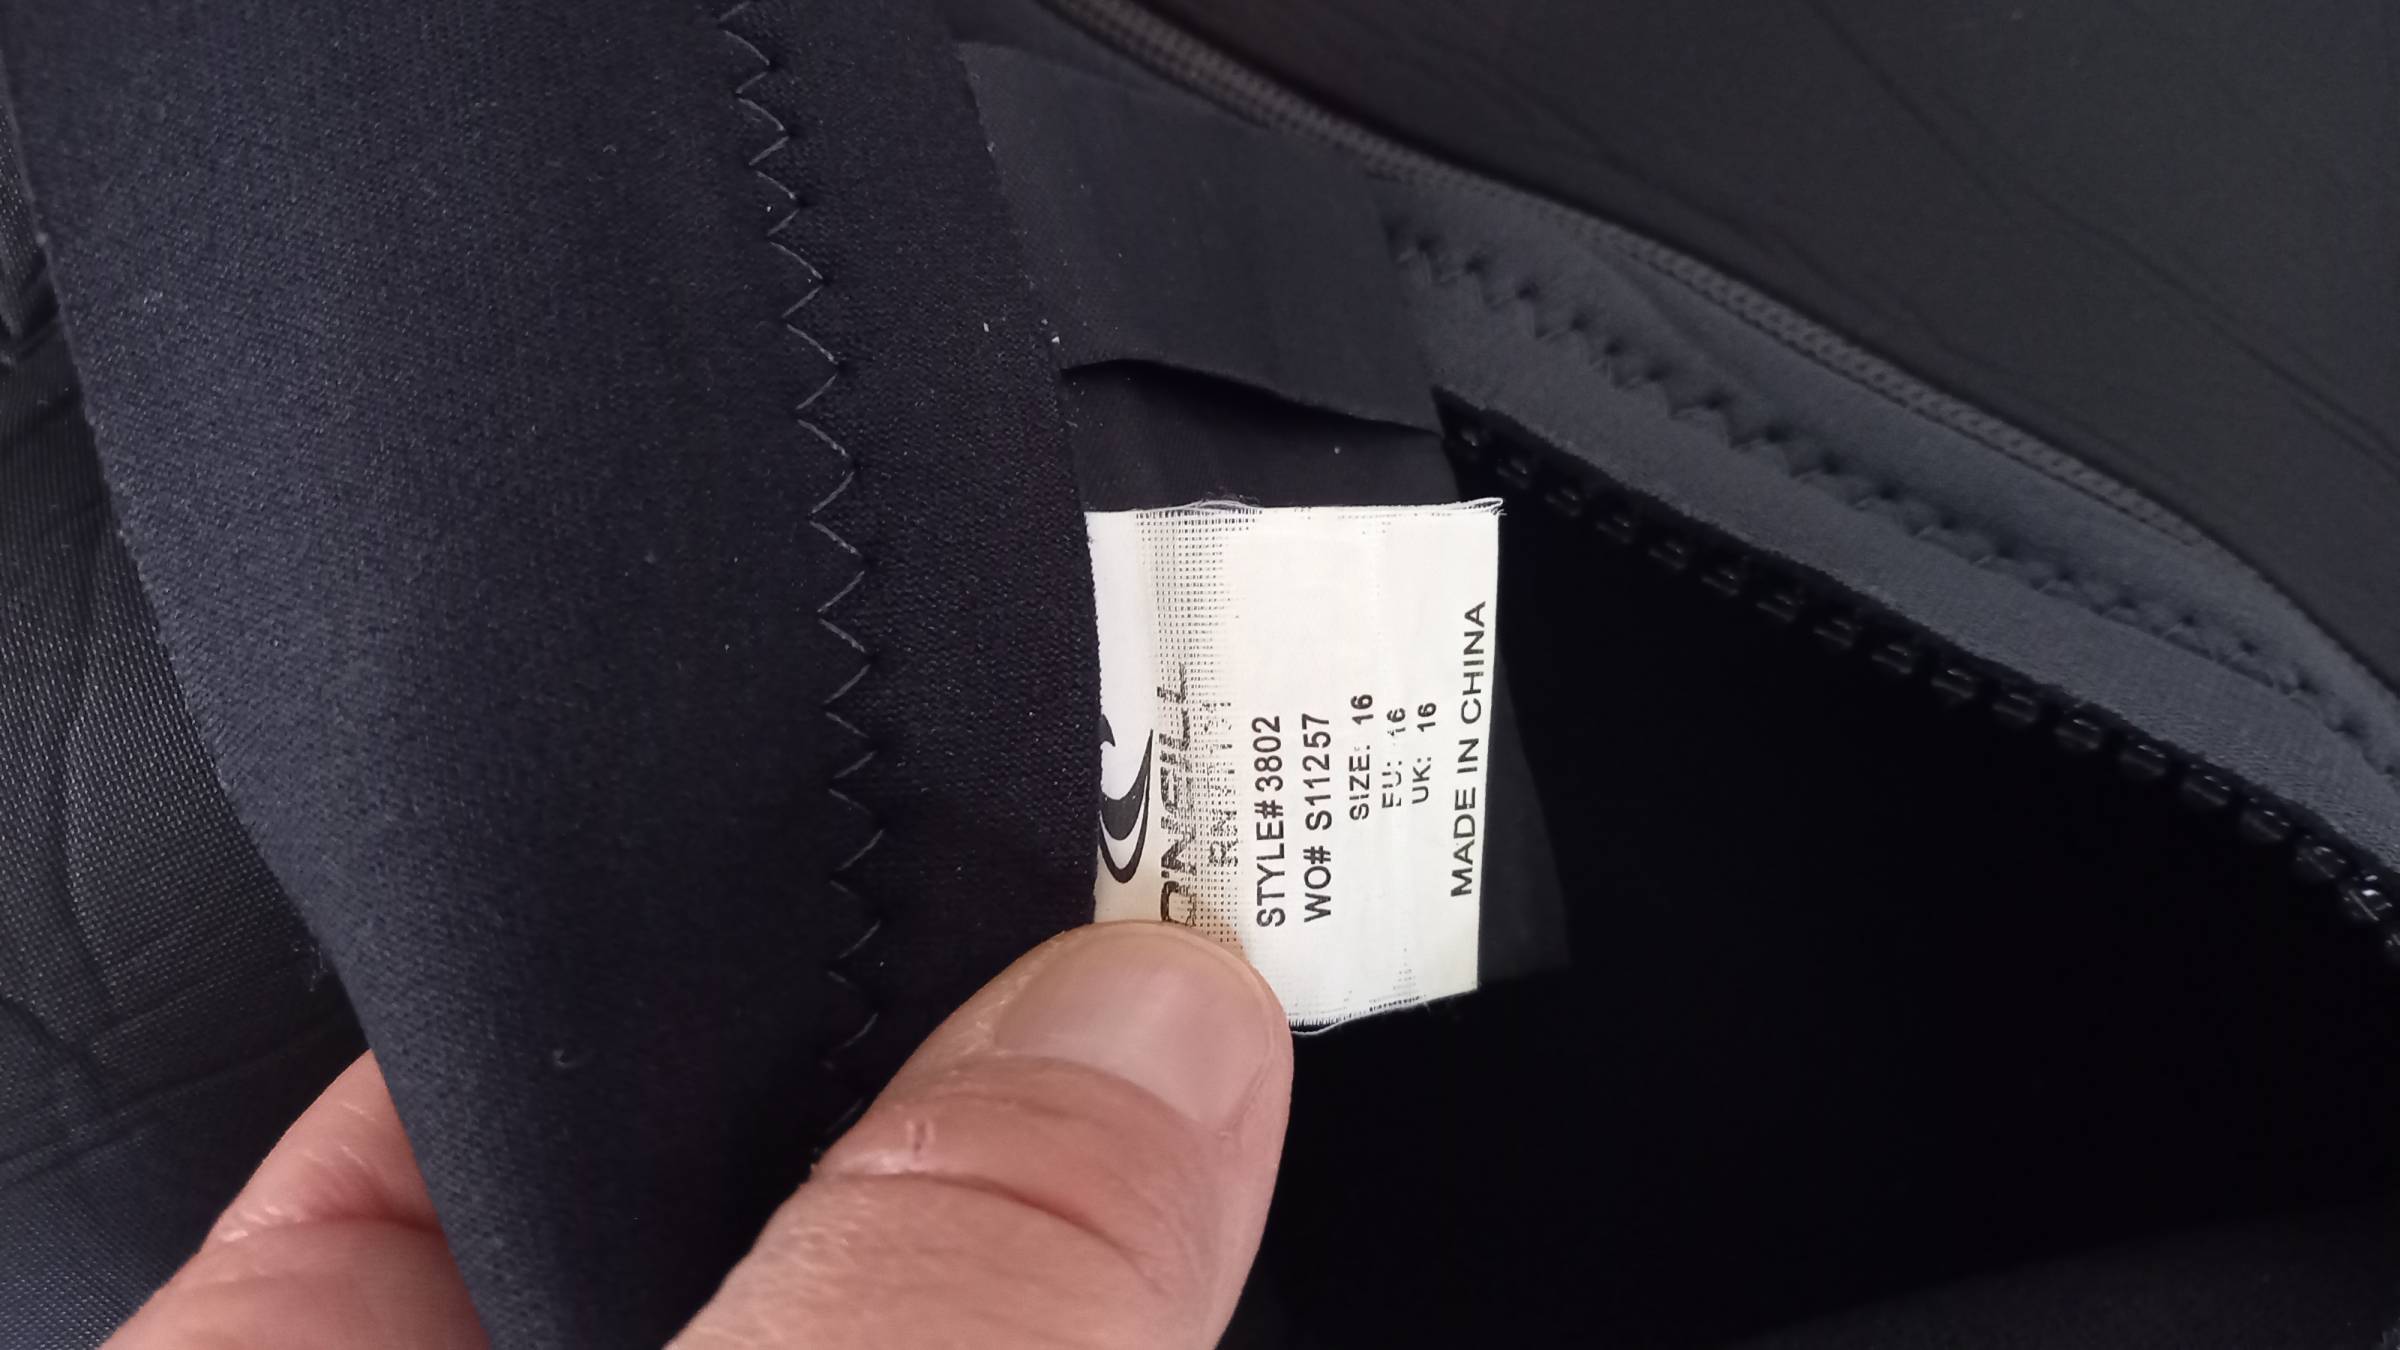 O'NEILL
STYLE# 3802
WO# S11257
SIZE: 16
EU: 16
UK: 16
MADE IN CHINA